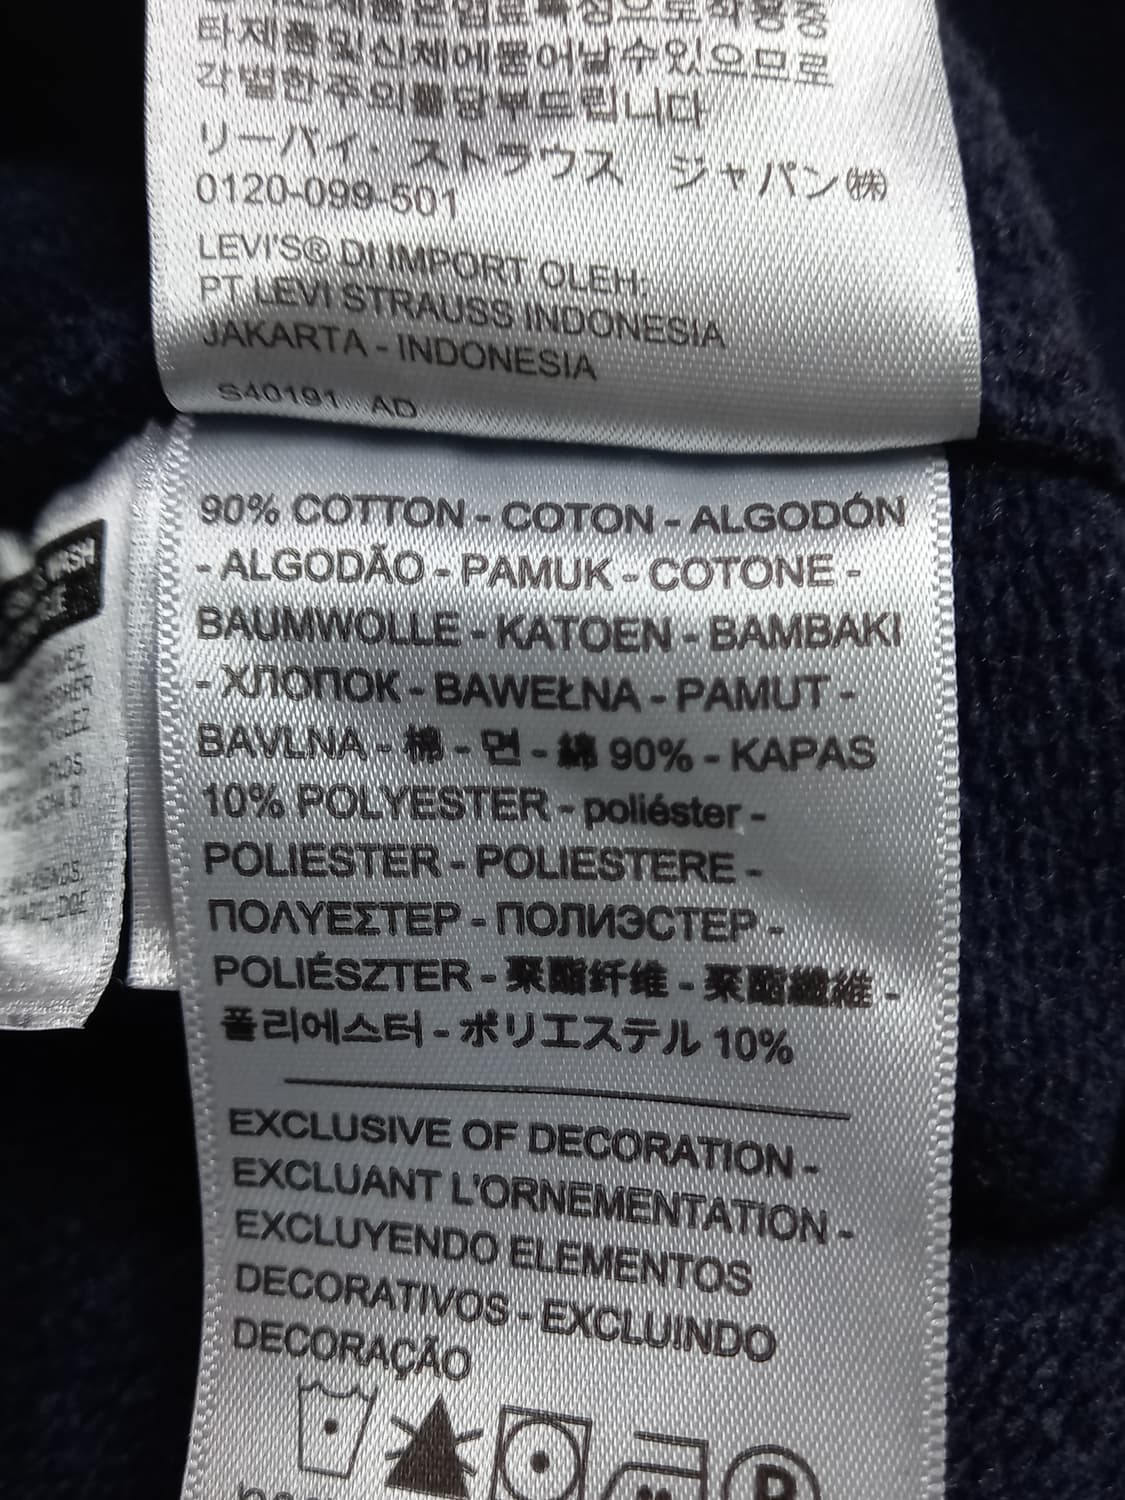 타제품및신체에묻어날수있으므로
각별한주의를당부드립니다
リーバイ・ストラウス ジャパン㈱
0120-099-501
LEVI'S® DI IMPORT OLEH:
PT LEVI STRAUSS INDONESIA
JAKARTA - INDONESIA
S40191 AD
90% COTTON - COTON - ALGODÓN
- ALGODÃO - PAMUK - COTONE -
BAUMWOLLE - KATOEN - BAMBAKI
- ХЛОПОК - BAWEŁNA - PAMUT -
BAVLNA - 棉 - 면 - 綿 90% - KAPAS
10% POLYESTER - poliéster -
POLIESTER - POLIESTERE -
ΠΟΛΥΕΣΤΕΡ - ПОЛИЭСТЕР -
POLIÉSZTER - 聚酯纤维 - 聚酯纖維 -
폴리에스터 - ポリエステル 10%
EXCLUSIVE OF DECORATION -
EXCLUANT L'ORNEMENTATION -
EXCLUYENDO ELEMENTOS
DECORATIVOS - EXCLUINDO
DECORAÇÃO
P